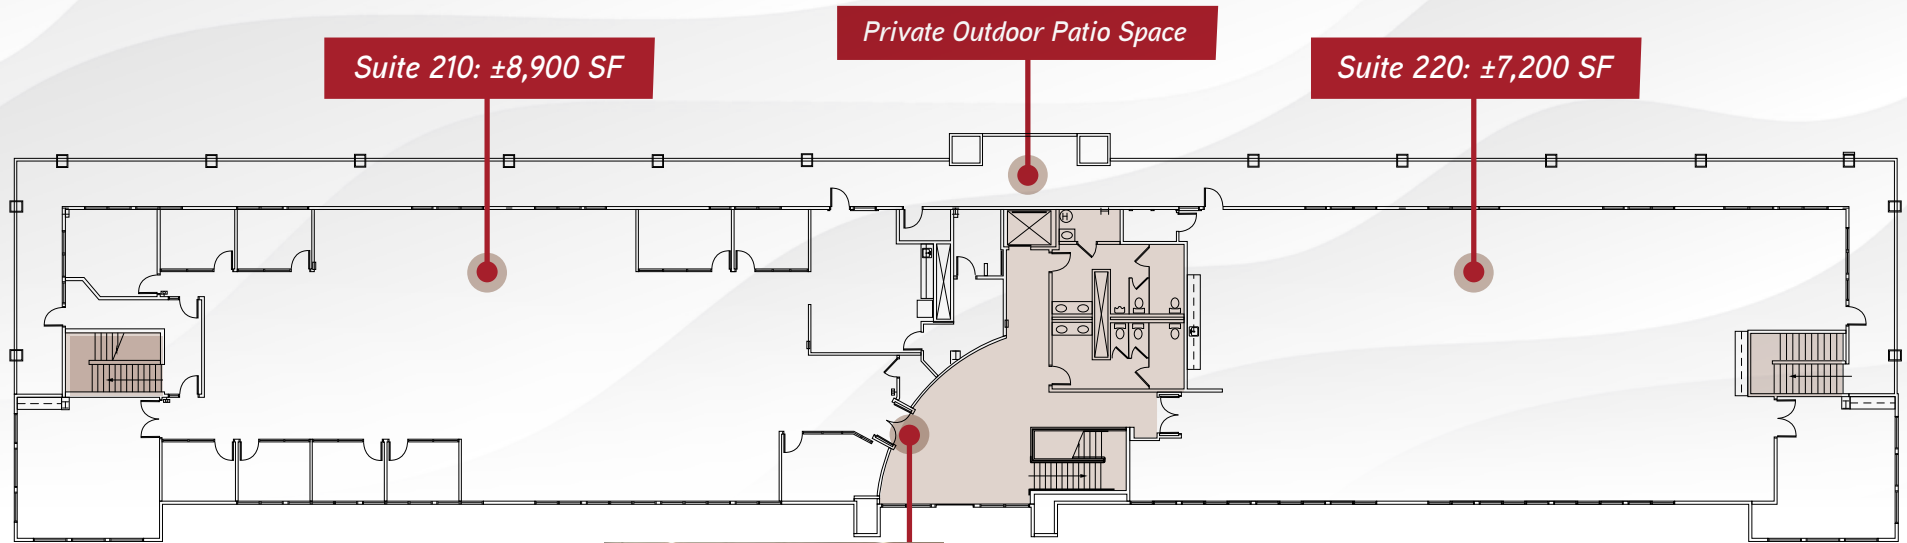 Private Outdoor Patio Space
Suite 210: ±8,900 SF
Suite 220: ±7,200 SF
H